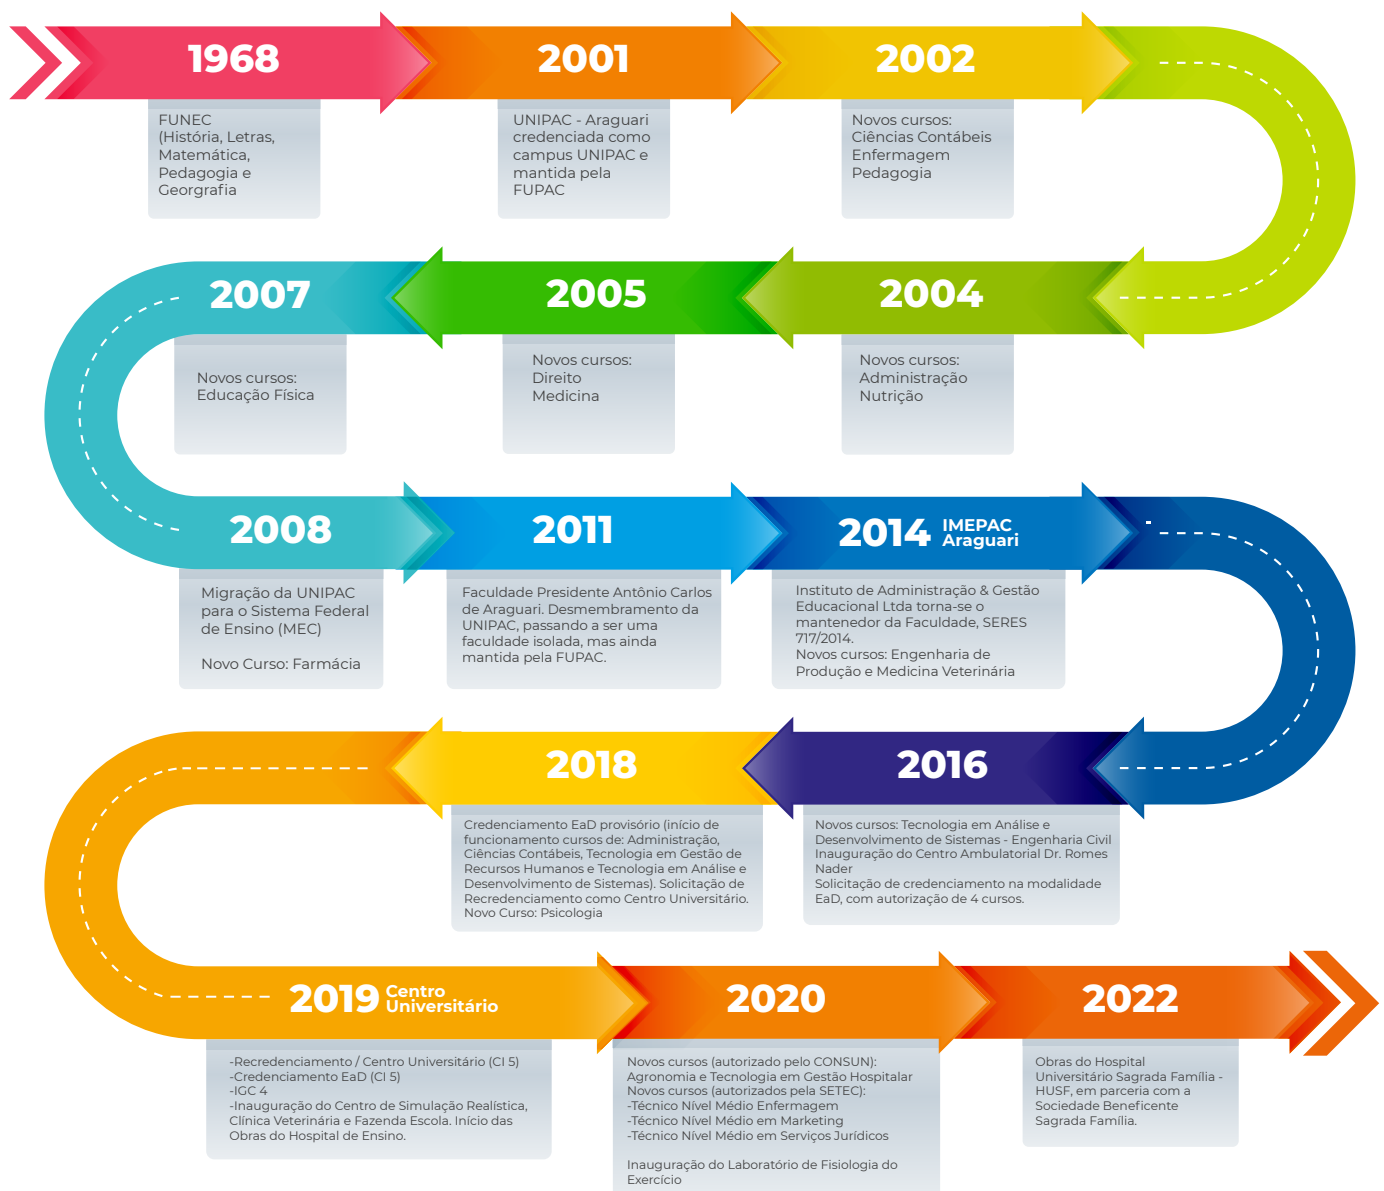 1968
FUNEC
(História, Letras,
Matemática,
Pedagogia e
Georgrafia
2001
UNIPAC - Araguari
credenciada como
campus UNIPAC e
mantida pela
FUPAC
2002
Novos cursos:
Ciências Contábeis
Enfermagem
Pedagogia
2004
Novos cursos:
Administração
Nutrição
2005
Novos cursos:
Direito
Medicina
2007
Novos cursos:
Educação Física
2008
Migração da UNIPAC
para o Sistema Federal
de Ensino (MEC)
Novo Curso: Farmácia
2011
Faculdade Presidente Antônio Carlos
de Araguari. Desmembramento da
UNIPAC, passando a ser uma
faculdade isolada, mas ainda
mantida pela FUPAC.
2014 IMEPAC
Araguari
Instituto de Administração & Gestão
Educacional Ltda torna-se o
mantenedor da Faculdade, SERES
717/2014.
Novos cursos: Engenharia de
Produção e Medicina Veterinária
2016
Novos cursos: Tecnologia em Análise e
Desenvolvimento de Sistemas - Engenharia Civil
Inauguração do Centro Ambulatorial Dr. Romes
Nader
Solicitação de credenciamento na modalidade
EaD, com autorização de 4 cursos.
2018
Credenciamento EaD provisório (início de
funcionamento cursos de: Administração,
Ciências Contábeis, Tecnologia em Gestão de
Recursos Humanos e Tecnologia em Análise e
Desenvolvimento de Sistemas). Solicitação de
Recredenciamento como Centro Universitário.
Novo Curso: Psicologia
2019 Centro
Universitário
-Recredenciamento / Centro Universitário (CI 5)
-Credenciamento EaD (CI 5)
-IGC 4
-Inauguração do Centro de Simulação Realística,
Clínica Veterinária e Fazenda Escola. Início das
Obras do Hospital de Ensino.
2020
Novos cursos (autorizado pelo CONSUN):
Agronomia e Tecnologia em Gestão Hospitalar
Novos cursos (autorizados pela SETEC):
-Técnico Nível Médio Enfermagem
-Técnico Nível Médio em Marketing
-Técnico Nível Médio em Serviços Jurídicos
Inauguração do Laboratório de Fisiologia do
Exercício
2022
Obras do Hospital
Universitário Sagrada Família -
HUSF, em parceria com a
Sociedade Beneficente
Sagrada Família.